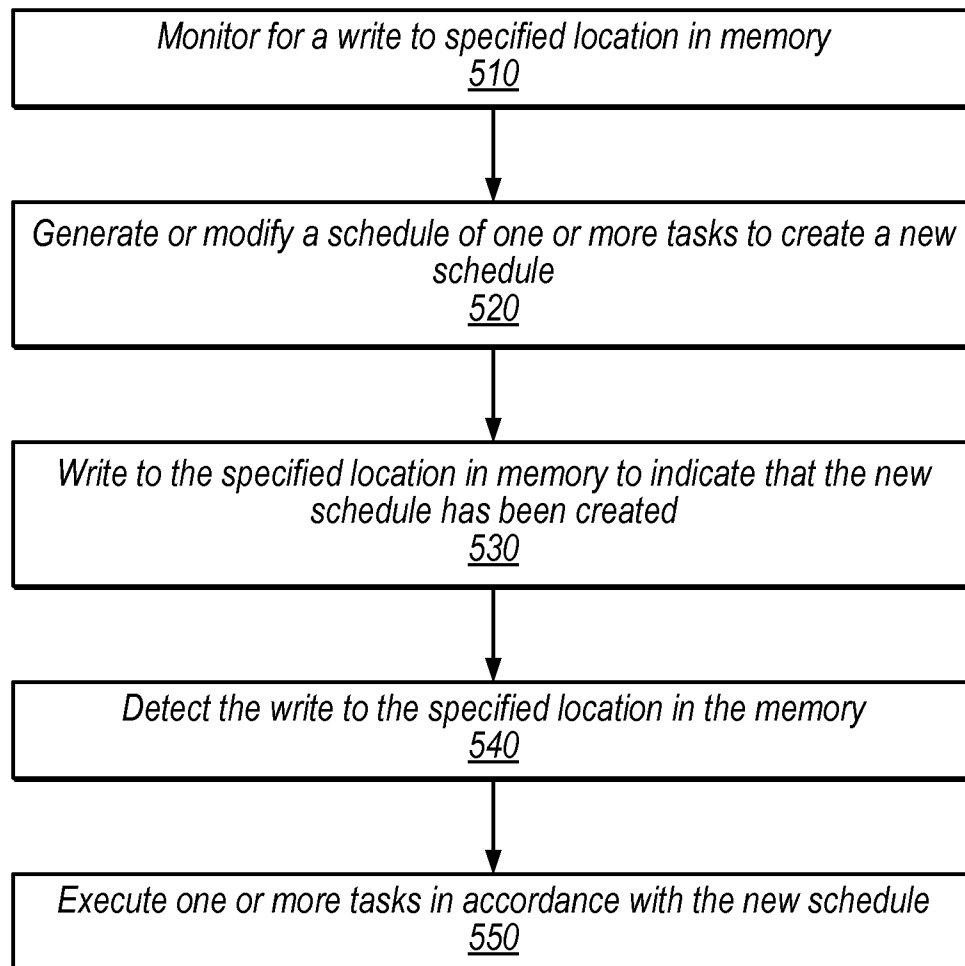 Monitor for a write to specified location in memory
510
Generate or modify a schedule of one or more tasks to create a new
schedule
520
Write to the specified location in memory to indicate that the new
schedule has been created
530
Detect the write to the specified location in the memory
540
Execute one or more tasks in accordance with the new schedule
550